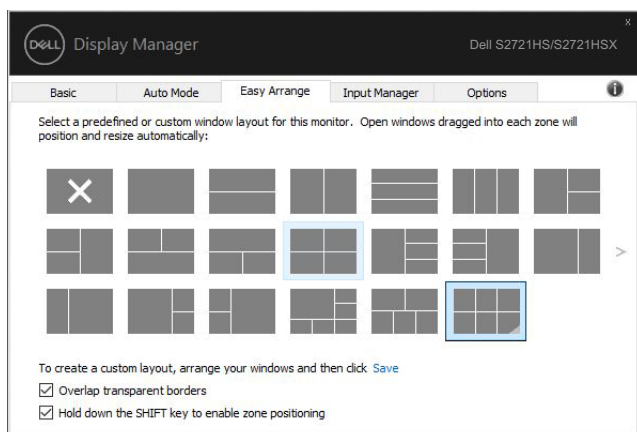 x
DELL Display Manager Dell S2721HS/S2721HSX
Basic Auto Mode Easy Arrange Input Manager Options i
Select a predefined or custom window layout for this monitor. Open windows dragged into each zone will
position and resize automatically:
>
To create a custom layout, arrange your windows and then click Save
Overlap transparent borders
Hold down the SHIFT key to enable zone positioning